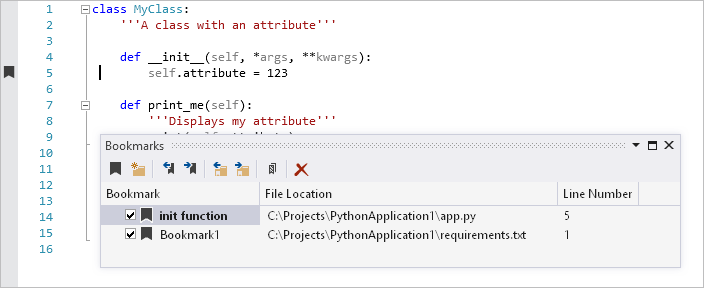 1 class MyClass:
2 '''A class with an attribute'''
3
4 def __init__(self, *args, **kwargs):
5 self.attribute = 123
6
7 def print_me(self):
8 '''Displays my attribute'''
9
10
11
12
13
14
15
16
Bookmarks
Bookmark File Location Line Number
init function C:\Projects\PythonApplication1\app.py 5
Bookmark1 C:\Projects\PythonApplication1\requirements.txt 1